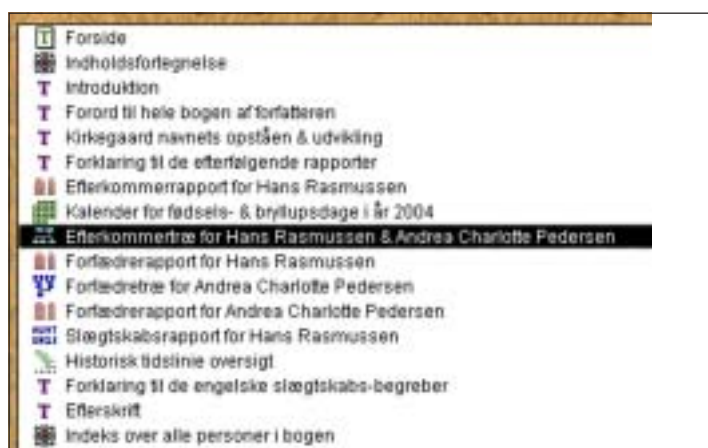 Forside
Indholdsfortegnelse
Introduktion
Forord til hele bogen af forfatteren
Kirkegaard navnets opståen & udvikling
Forklaring til de efterfølgende rapporter
Efterkommerrapport for Hans Rasmussen
Kalender for fødsels- & bryllupsdage i år 2004
Efterkommertræ for Hans Rasmussen & Andrea Charlotte Pedersen
Forfædrerapport for Hans Rasmussen
Forfædretræ for Andrea Charlotte Pedersen
Forfædrerapport for Andrea Charlotte Pedersen
Slægtskabsrapport for Hans Rasmussen
Historisk tidslinie oversigt
Forklaring til de engelske slægtskabs-begreber
Efterskrift
Indeks over alle personer i bogen